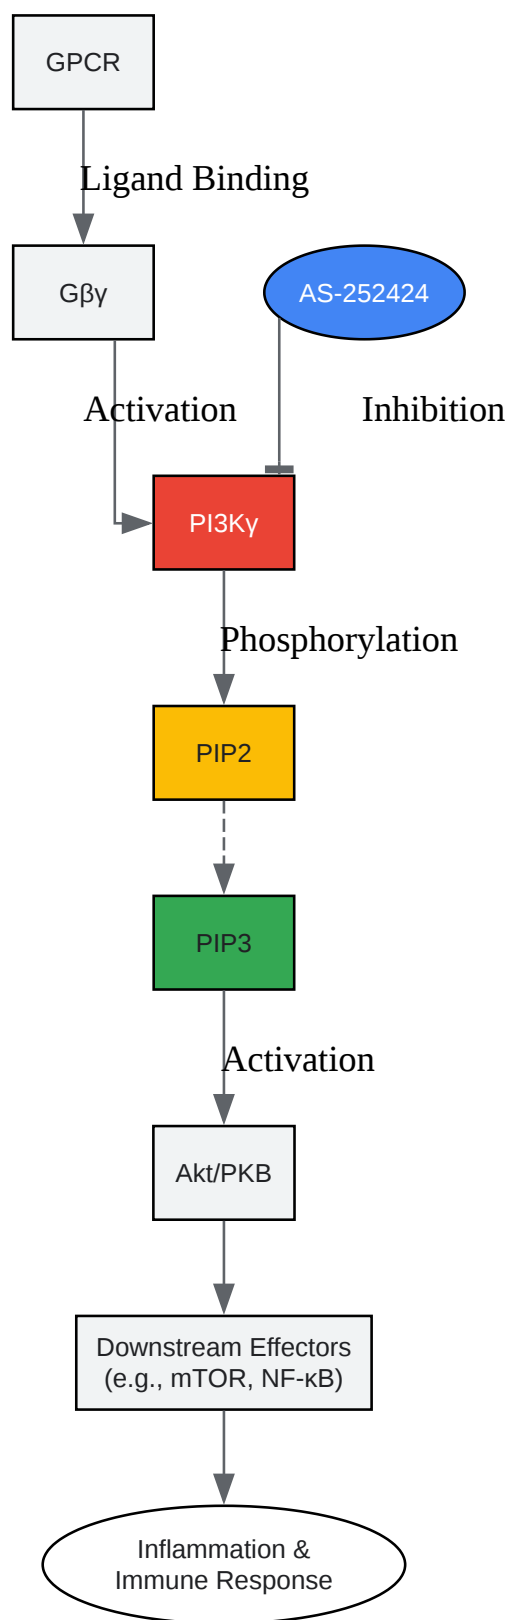 GPCR
Ligand Binding
Gβγ
AS-252424
Activation
Inhibition
PI3Kγ
Phosphorylation
PIP2
PIP3
Activation
Akt/PKB
Downstream Effectors
(e.g., mTOR, NF-κB)
Inflammation &
Immune Response